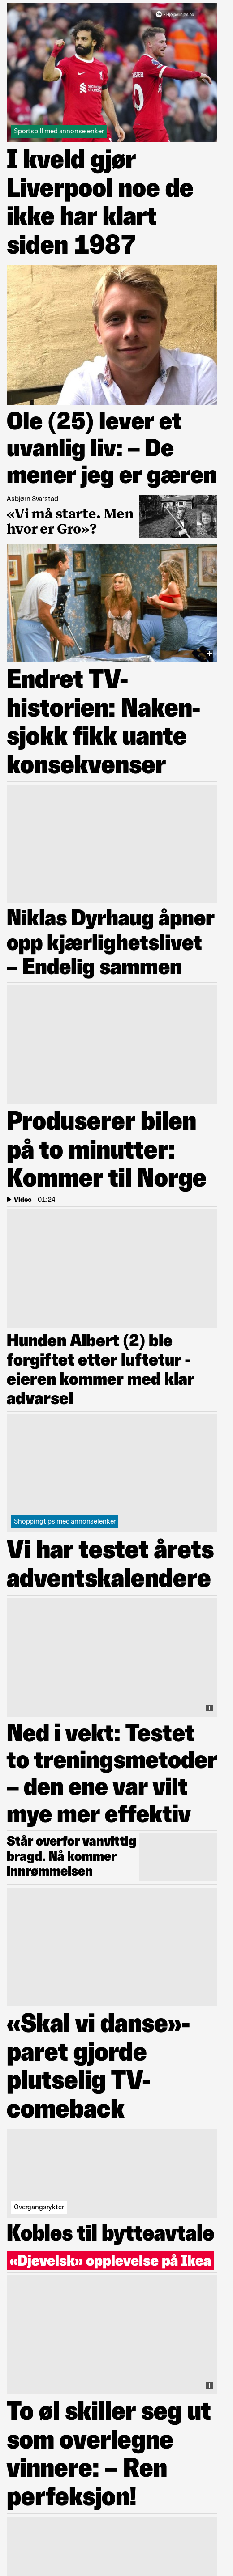 Hjelpelinjen.no
Sportsspill med annonselenker
I kveld gjør
Liverpool noe de
ikke har klart
siden 1987
Ole (25) lever et
uvanlig liv: – De
mener jeg er gæren
Asbjørn Svarstad
«Vi må starte. Men
hvor er Gro»?
Endret TV-
historien: Naken-
sjokk fikk uante
konsekvenser
Niklas Dyrhaug åpner
opp kjærlighetslivet
– Endelig sammen
Produserer bilen
på to minutter:
Kommer til Norge
Video | 01:24
Hunden Albert (2) ble
forgiftet etter luftetur -
eieren kommer med klar
advarsel
Shoppingtips med annonselenker
Vi har testet årets
adventskalendere
Ned i vekt: Testet
to treningsmetoder
– den ene var vilt
mye mer effektiv
Står overfor vanvittig
bragd. Nå kommer
innrømmelsen
«Skal vi danse»-
paret gjorde
plutselig TV-
comeback
Overgangsrykter
Kobles til bytteavtale
«Djevelsk» opplevelse på Ikea
To øl skiller seg ut
som overlegne
vinnere: – Ren
perfeksjon!